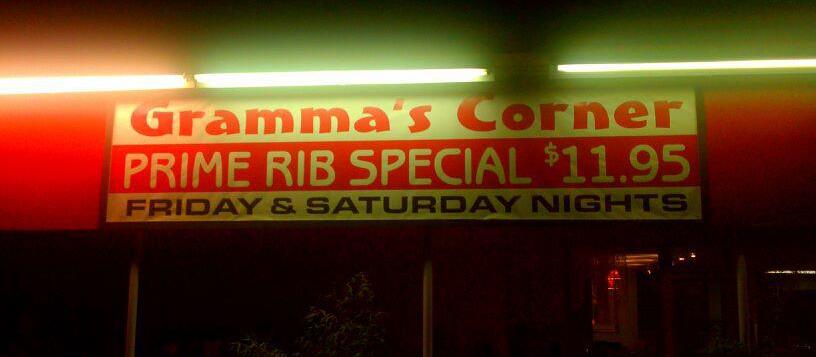 Gramma's Corner
PRIME RIB SPECIAL $11.95
FRIDAY & SATURDAY NIGHTS